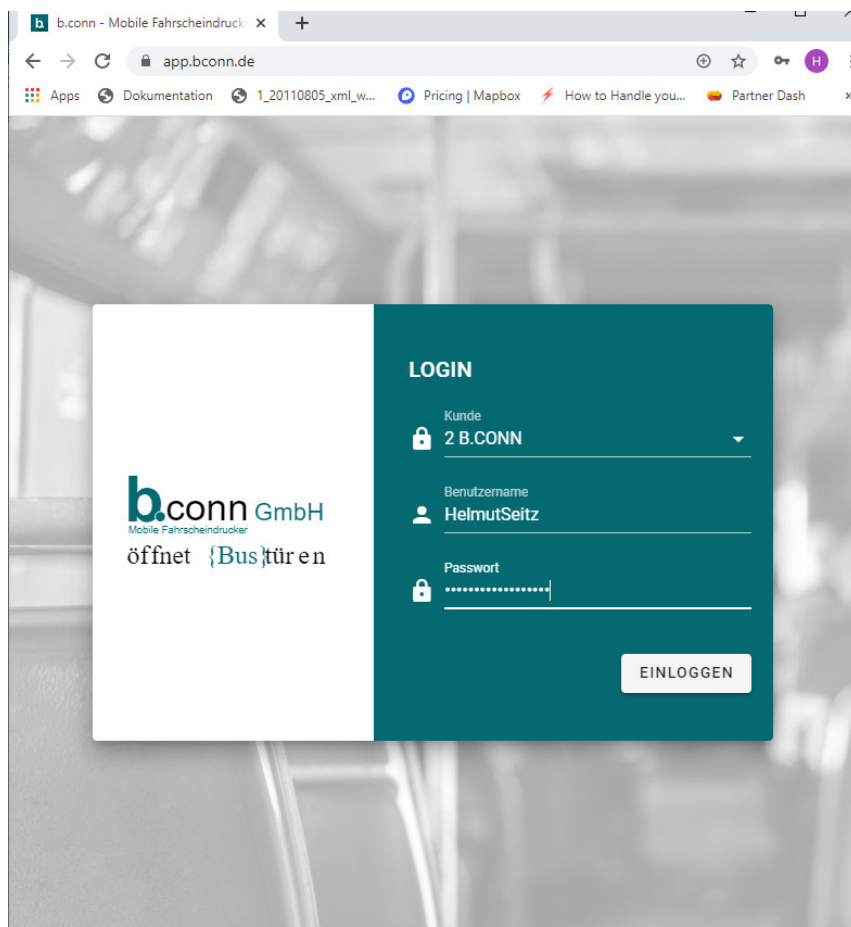 b.conn - Mobile Fahrscheindruck
app.bconn.de
H
Apps Dokumentation 1_20110805_xml_w... Pricing | Mapbox How to Handle you... Partner Dash
LOGIN
Kunde
2 B.CONN
Benutzername
HelmutSeitz
Passwort
••••••••••••••••••
EINLOGGEN
b.conn GmbH
Mobile Fahrscheindrucker
öffnet {Bus}türen